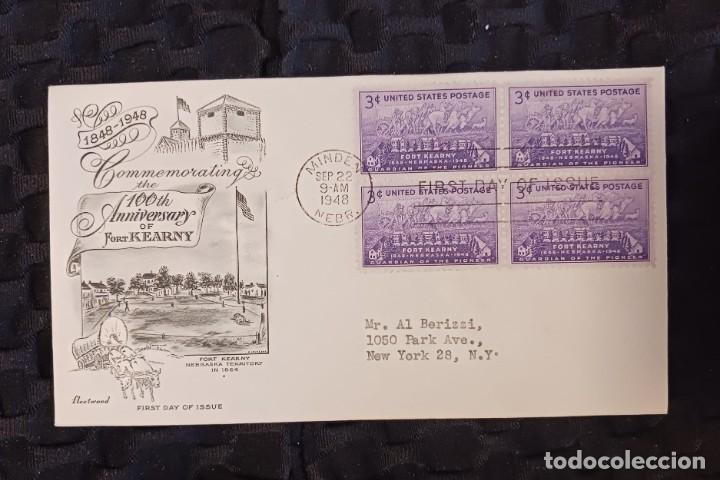 1848-1948
Commemorating
the
100th
Anniversary
OF
FORT KEARNY
FORT KEARNY
NEBRASKA TERRITORY
IN 1864
Fleetwood
FIRST DAY OF ISSUE
MINDEN
SEP 22
9-AM
1948
NEBR.
FIRST DAY OF ISSUE
3¢ UNITED STATES POSTAGE
FORT KEARNY
1848-NEBRASKA-1948
GUARDIAN OF THE PIONEER
3¢ UNITED STATES POSTAGE
FORT KEARNY
1848-NEBRASKA-1948
GUARDIAN OF THE PIONEER
3¢ UNITED STATES POSTAGE
FORT KEARNY
1848-NEBRASKA-1948
GUARDIAN OF THE PIONEER
3¢ UNITED STATES POSTAGE
FORT KEARNY
1848-NEBRASKA-1948
GUARDIAN OF THE PIONEER
Mr. Al Berizzi,
1050 Park Ave.,
New York 28, N.Y.
todocoleccion
todocoleccion.net